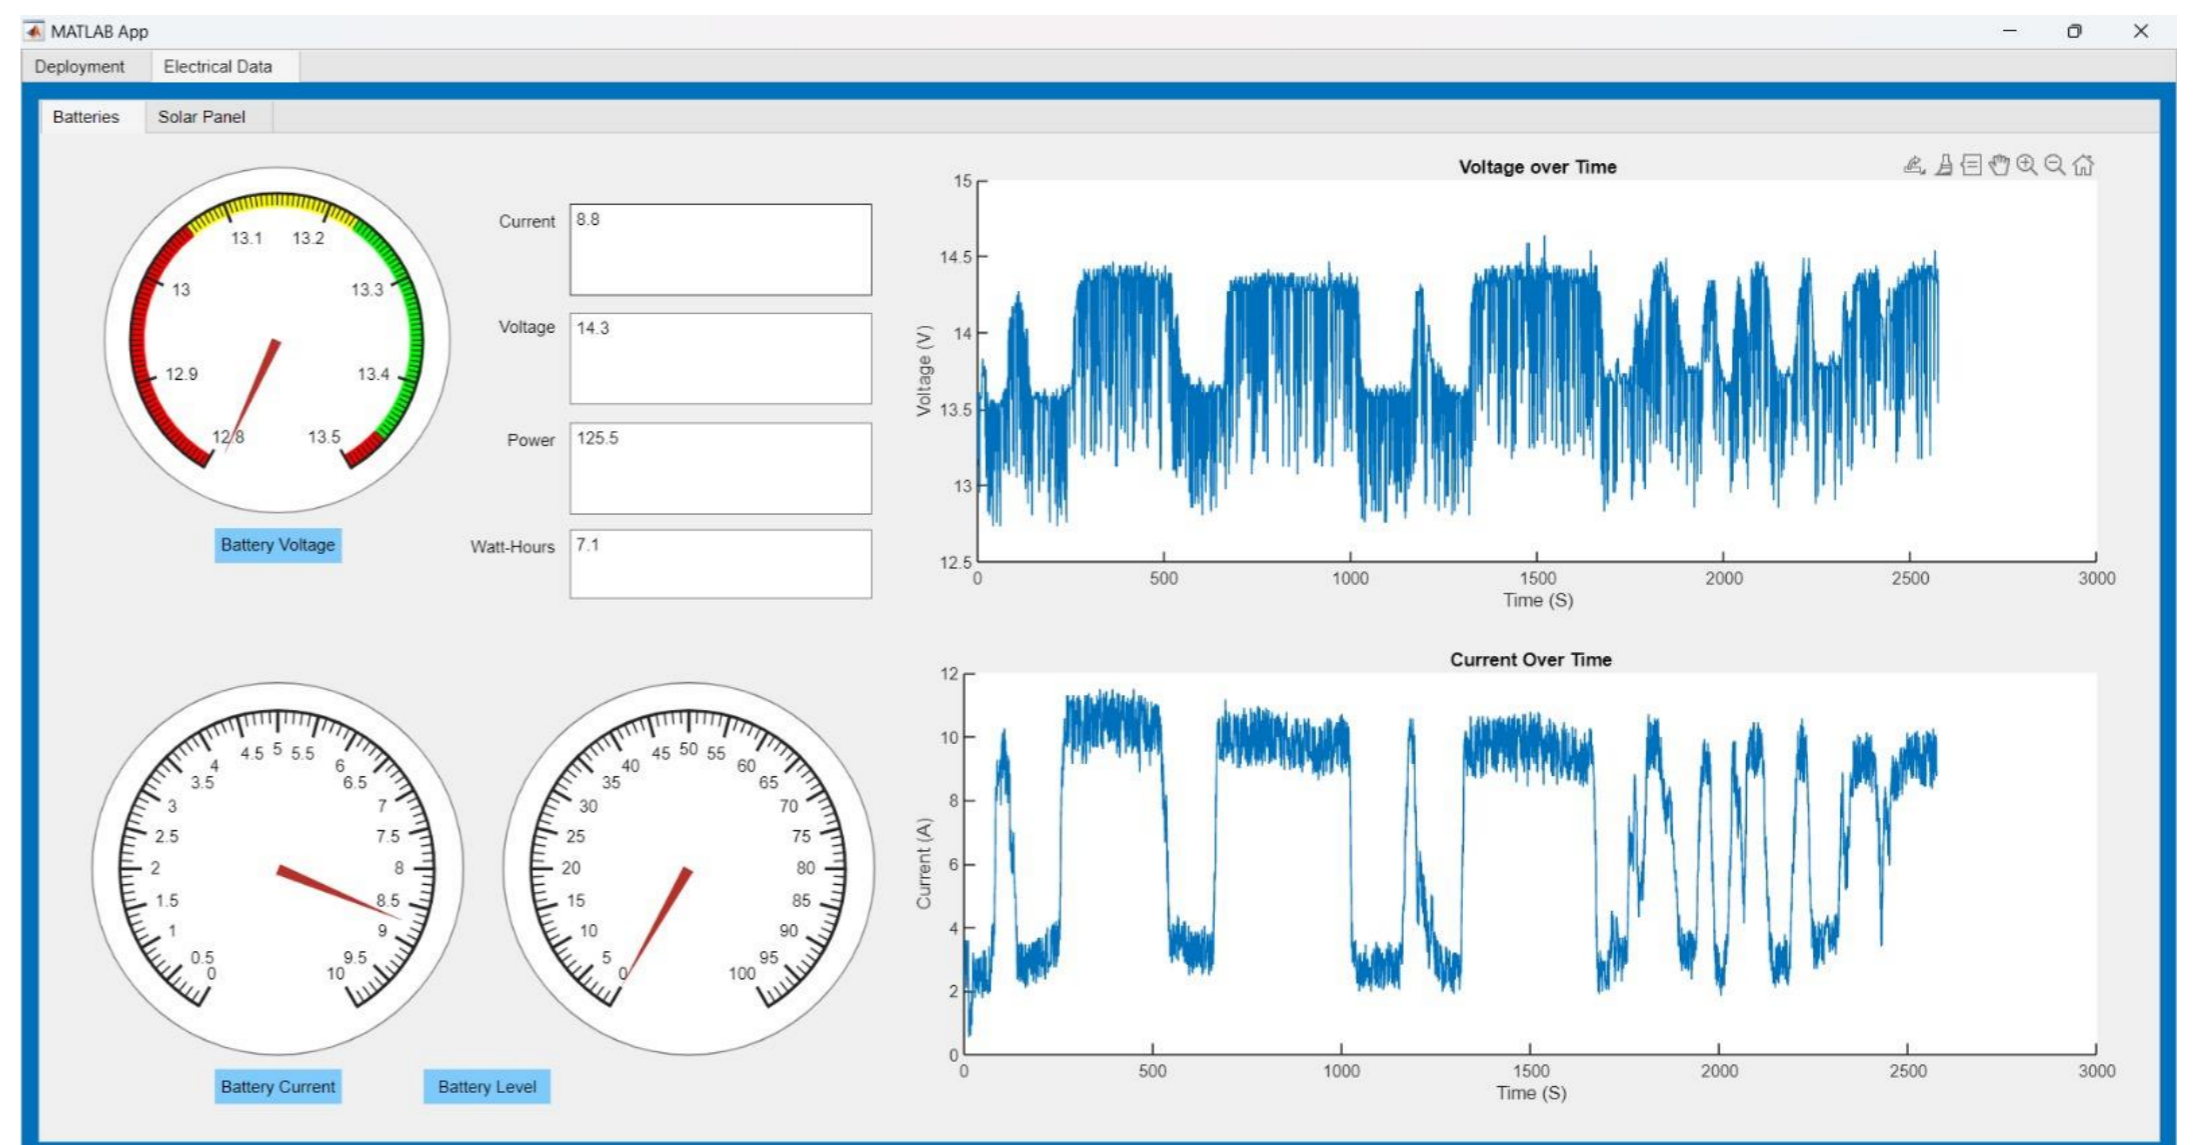 MATLAB App
Deployment Electrical Data
Batteries Solar Panel
12.8 12.9 13 13.1 13.2 13.3 13.4 13.5
Battery Voltage
Current 8.8
Voltage 14.3
Power 125.5
Watt-Hours 7.1
Voltage over Time
Voltage (V)
15
14.5
14
13.5
13
12.5
0 500 1000 1500 2000 2500 3000
Time (S)
0 0.5 1 1.5 2 2.5 3 3.5 4 4.5 5 5.5 6 6.5 7 7.5 8 8.5 9 9.5 10
Battery Current
0 5 10 15 20 25 30 35 40 45 50 55 60 65 70 75 80 85 90 95 100
Battery Level
Current Over Time
Current (A)
12
10
8
6
4
2
0
0 500 1000 1500 2000 2500 3000
Time (S)